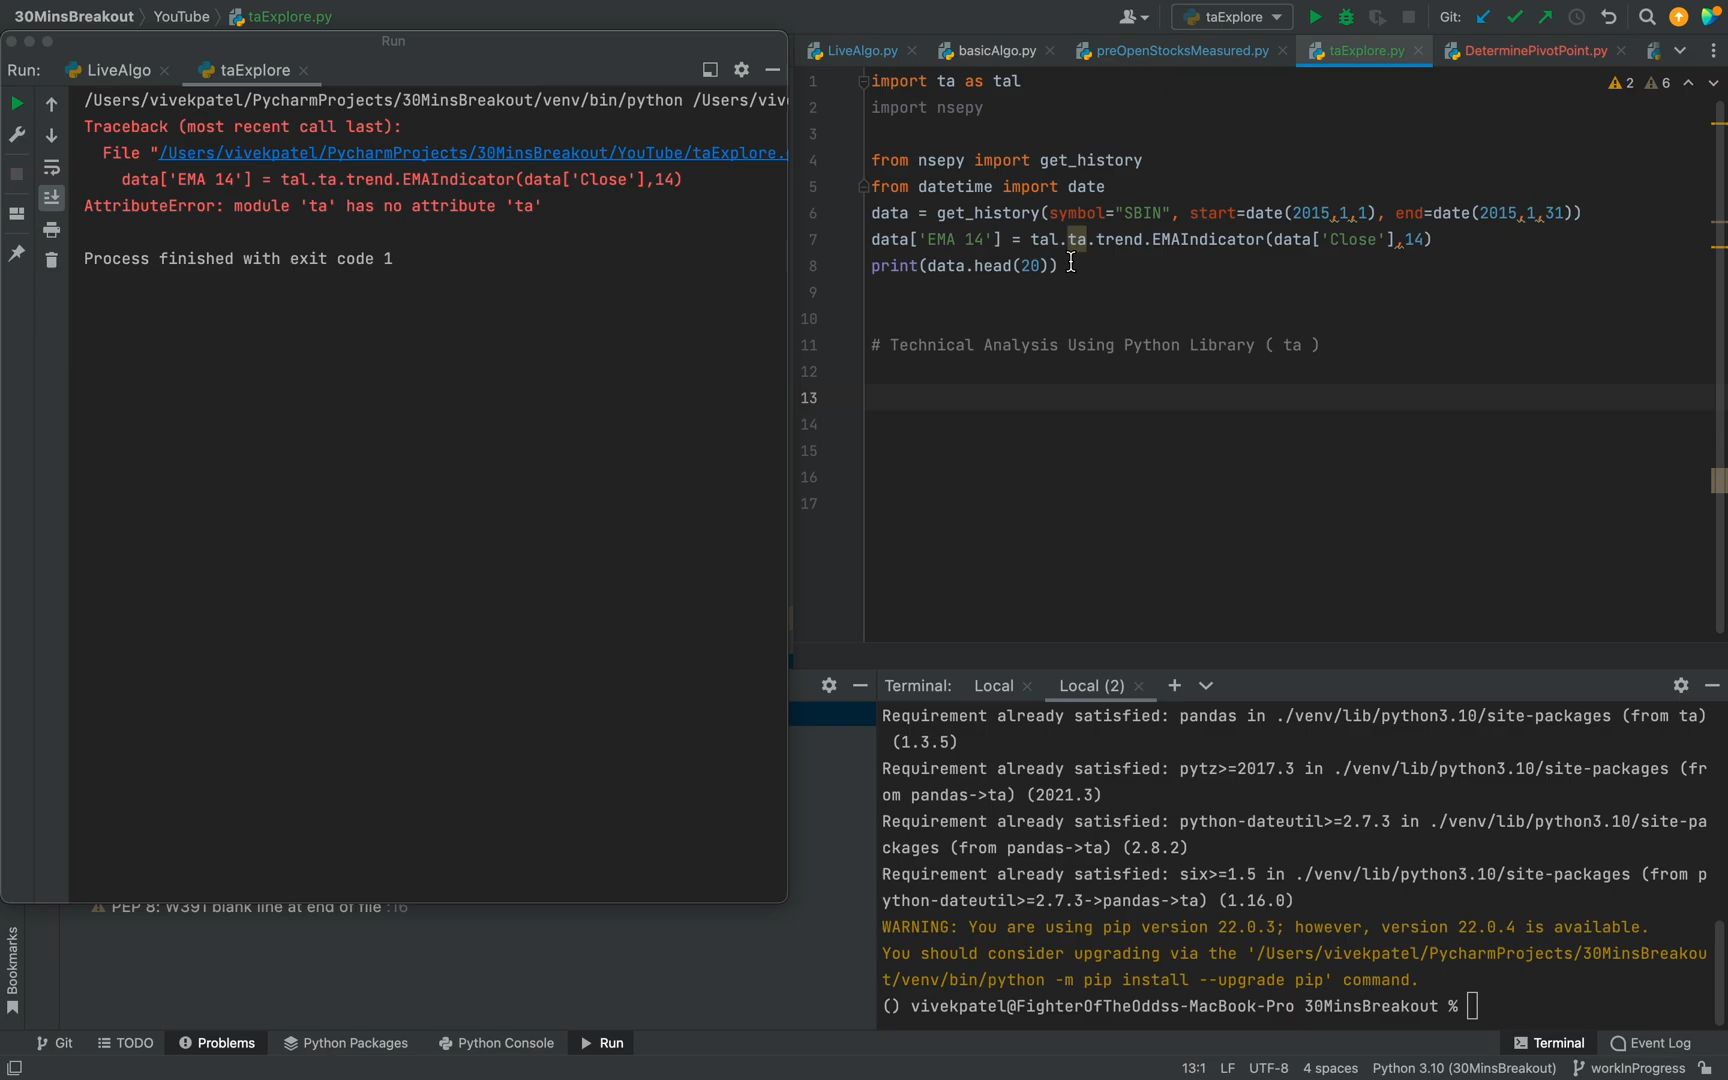 30MinsBreakout
YouTube
taExplore.py
taExplore
Git:
Run
Run:
LiveAlgo
taExplore
/Users/vivekpatel/PycharmProjects/30MinsBreakout/venv/bin/python /Users/viv
Traceback (most recent call last):
File "/Users/vivekpatel/PycharmProjects/30MinsBreakout/YouTube/taExplore.
data['EMA 14'] = tal.ta.trend.EMAIndicator(data['Close'],14)
AttributeError: module 'ta' has no attribute 'ta'
Process finished with exit code 1
LiveAlgo.py
basicAlgo.py
preOpenStocksMeasured.py
taExplore.py
DeterminePivotPoint.py
2
6
1 import ta as tal
2 import nsepy
3
4 from nsepy import get_history
5 from datetime import date
6 data = get_history(symbol="SBIN", start=date(2015,1,1), end=date(2015,1,31))
7 data['EMA 14'] = tal.ta.trend.EMAIndicator(data['Close'],14)
8 print(data.head(20))
9
10
11 # Technical Analysis Using Python Library ( ta )
12
13
14
15
16
17
Terminal:
Local
Local (2)
Requirement already satisfied: pandas in ./venv/lib/python3.10/site-packages (from ta)
(1.3.5)
Requirement already satisfied: pytz>=2017.3 in ./venv/lib/python3.10/site-packages (fr
om pandas->ta) (2021.3)
Requirement already satisfied: python-dateutil>=2.7.3 in ./venv/lib/python3.10/site-pa
ckages (from pandas->ta) (2.8.2)
Requirement already satisfied: six>=1.5 in ./venv/lib/python3.10/site-packages (from p
ython-dateutil>=2.7.3->pandas->ta) (1.16.0)
WARNING: You are using pip version 22.0.3; however, version 22.0.4 is available.
You should consider upgrading via the '/Users/vivekpatel/PycharmProjects/30MinsBreakou
t/venv/bin/python -m pip install --upgrade pip' command.
() vivekpatel@FighterOfTheOddss-MacBook-Pro 30MinsBreakout %
PEP 8: W391 blank line at end of file :16
Bookmarks
Git
TODO
Problems
Python Packages
Python Console
Run
Terminal
Event Log
13:1
LF
UTF-8
4 spaces
Python 3.10 (30MinsBreakout)
workInProgress